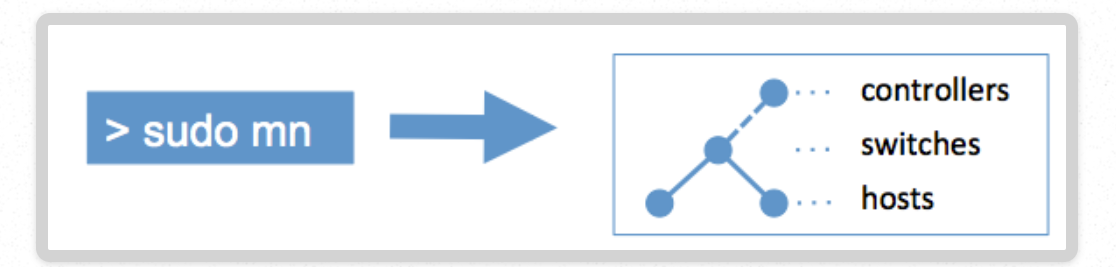 > sudo mn
controllers
switches
hosts